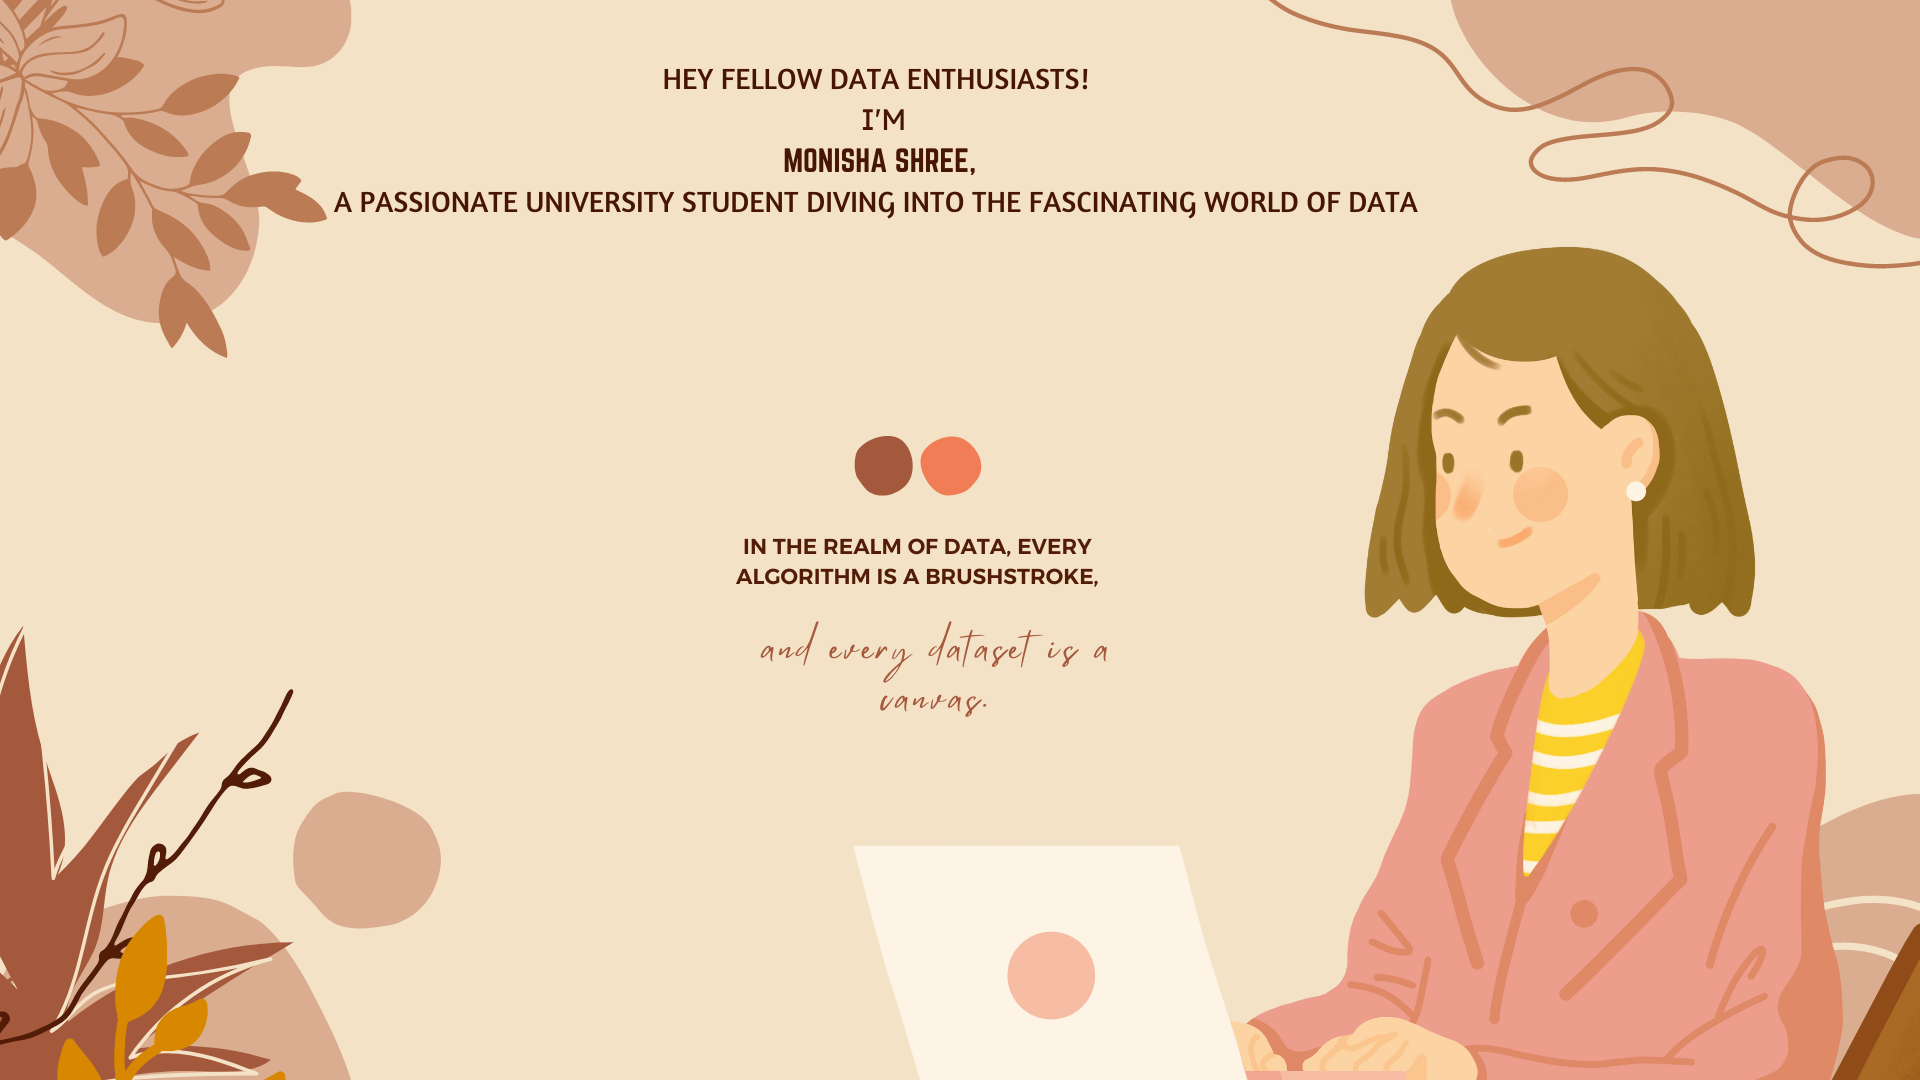 HEY FELLOW DATA ENTHUSIASTS!
I'M
MONISHA SHREE,
A PASSIONATE UNIVERSITY STUDENT DIVING INTO THE FASCINATING WORLD OF DATA
IN THE REALM OF DATA, EVERY
ALGORITHM IS A BRUSHSTROKE,
and every dataset is a
canvas.